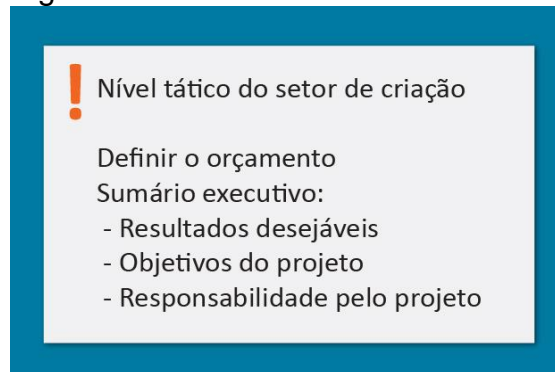 ! Nível tático do setor de criação
Definir o orçamento
Sumário executivo:
- Resultados desejáveis
- Objetivos do projeto
- Responsabilidade pelo projeto